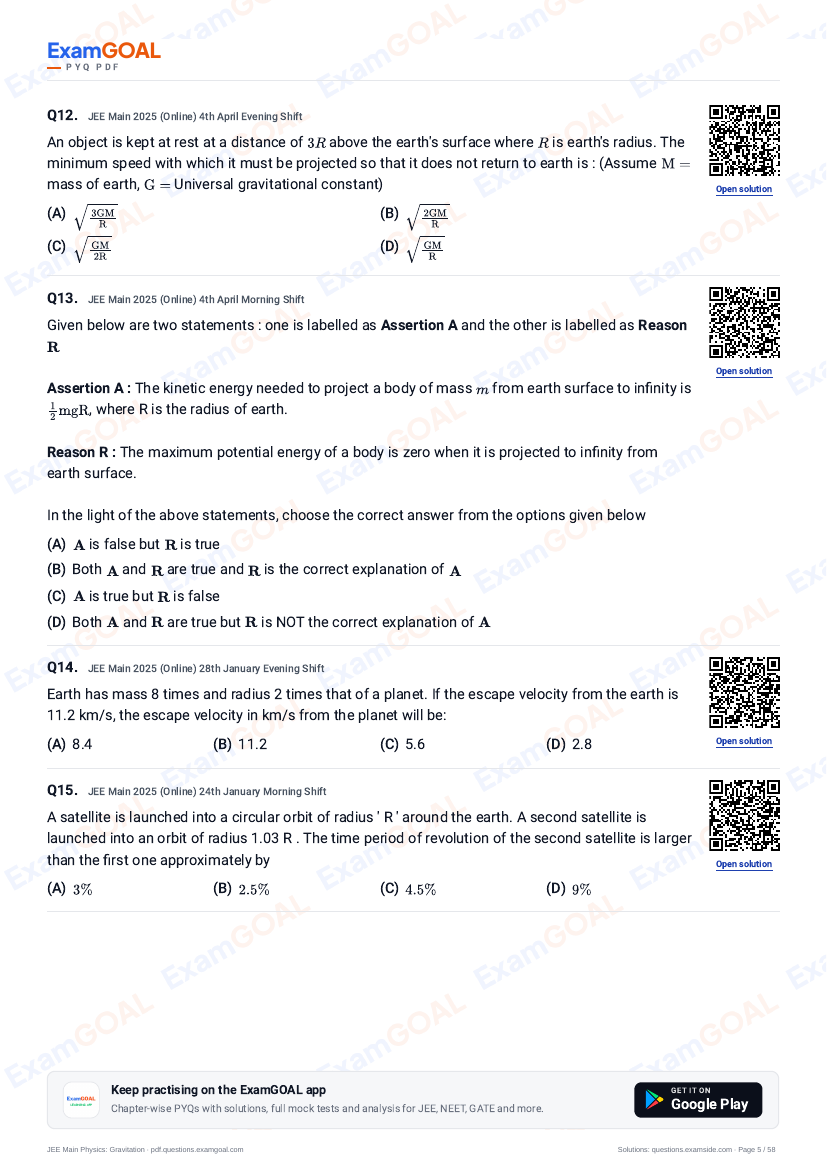 ExamGOAL
PYQ PDF
Q12. JEE Main 2025 (Online) 4th April Evening Shift
An object is kept at rest at a distance of 3R above the earth's surface where R is earth's radius. The
minimum speed with which it must be projected so that it does not return to earth is : (Assume M =
mass of earth, G = Universal gravitational constant)
(A) √(3GM/R) (B) √(2GM/R)
(C) √(GM/2R) (D) √(GM/R)
Open solution
Q13. JEE Main 2025 (Online) 4th April Morning Shift
Given below are two statements : one is labelled as Assertion A and the other is labelled as Reason
R
Open solution
Assertion A : The kinetic energy needed to project a body of mass m from earth surface to infinity is
1/2 mgR, where R is the radius of earth.
Reason R : The maximum potential energy of a body is zero when it is projected to infinity from
earth surface.
In the light of the above statements, choose the correct answer from the options given below
(A) A is false but R is true
(B) Both A and R are true and R is the correct explanation of A
(C) A is true but R is false
(D) Both A and R are true but R is NOT the correct explanation of A
Q14. JEE Main 2025 (Online) 28th January Evening Shift
Earth has mass 8 times and radius 2 times that of a planet. If the escape velocity from the earth is
11.2 km/s, the escape velocity in km/s from the planet will be:
(A) 8.4 (B) 11.2 (C) 5.6 (D) 2.8
Open solution
Q15. JEE Main 2025 (Online) 24th January Morning Shift
A satellite is launched into a circular orbit of radius ' R ' around the earth. A second satellite is
launched into an orbit of radius 1.03 R . The time period of revolution of the second satellite is larger
than the first one approximately by
Open solution
(A) 3% (B) 2.5% (C) 4.5% (D) 9%
ExamGOAL
Keep practising on the ExamGOAL app
Chapter-wise PYQs with solutions, full mock tests and analysis for JEE, NEET, GATE and more.
GET IT ON
Google Play
JEE Main Physics: Gravitation · pdf.questions.examgoal.com
Solutions: questions.examside.com · Page 5 / 58